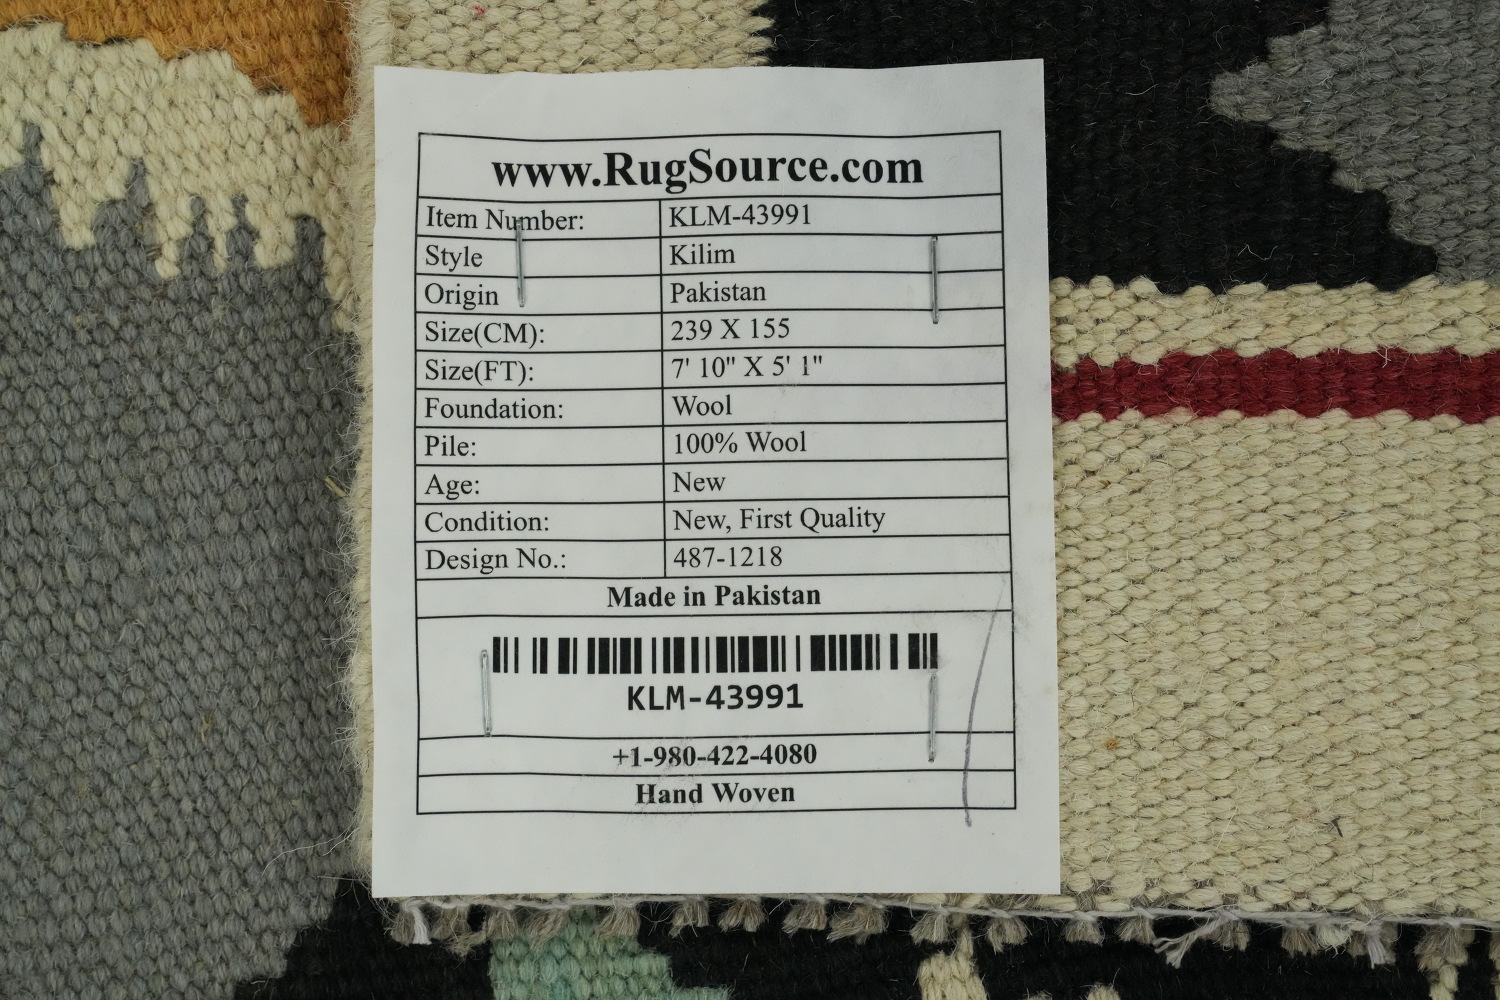 www.RugSource.com
Item Number: KLM-43991
Style Kilim
Origin Pakistan
Size(CM): 239 X 155
Size(FT): 7' 10" X 5' 1"
Foundation: Wool
Pile: 100% Wool
Age: New
Condition: New, First Quality
Design No.: 487-1218
Made in Pakistan
KLM-43991
+1-980-422-4080
Hand Woven